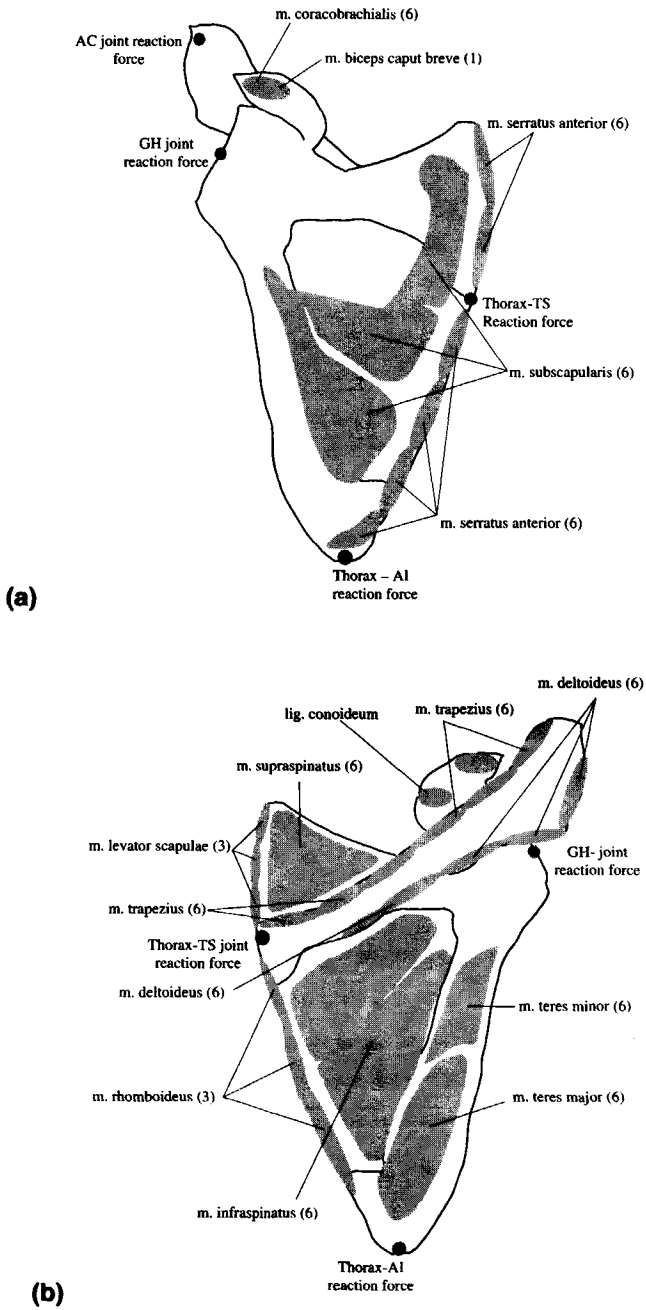 m. coracobrachialis (6)
AC joint reaction
force
m. biceps caput breve (1)
m. serratus anterior (6)
GH joint
reaction force
Thorax-TS
Reaction force
m. subscapularis (6)
m. serratus anterior (6)
Thorax – AI
reaction force
(a)
m. deltoideus (6)
m. trapezius (6)
lig. conoideum
m. supraspinatus (6)
m. levator scapulae (3)
GH- joint
reaction force
m. trapezius (6)
Thorax-TS joint
reaction force
m. deltoideus (6)
m. teres minor (6)
m. rhomboideus (3)
m. teres major (6)
m. infraspinatus (6)
Thorax-AI
reaction force
(b)